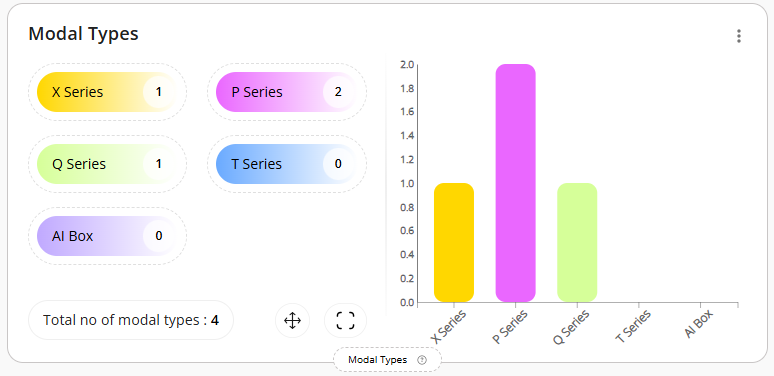 Modal Types
X Series 1
P Series 2
Q Series 1
T Series 0
AI Box 0
Total no of modal types : 4
2.0
1.8
1.6
1.4
1.2
1.0
0.8
0.6
0.4
0.2
0.0
X Series
P Series
Q Series
T Series
AI Box
Modal Types ?